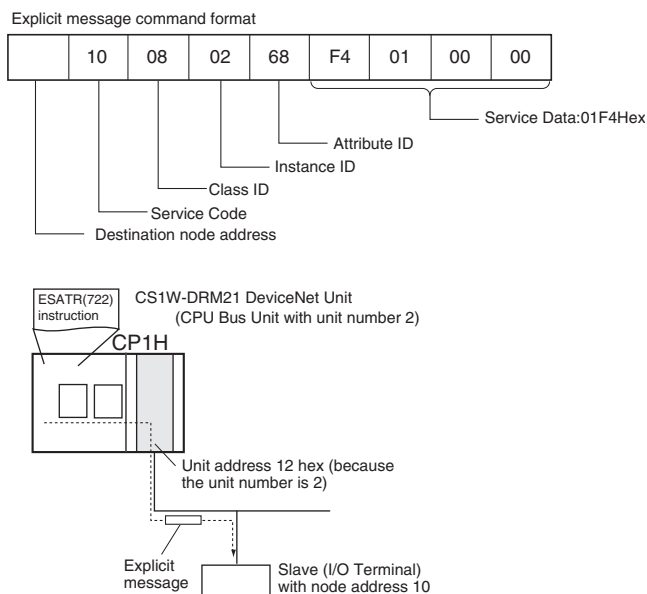 Explicit message command format
10 08 02 68 F4 01 00 00
Service Data:01F4Hex
Attribute ID
Instance ID
Class ID
Service Code
Destination node address
ESATR(722)
instruction
CS1W-DRM21 DeviceNet Unit
(CPU Bus Unit with unit number 2)
CP1H
Unit address 12 hex (because
the unit number is 2)
Explicit
message
Slave (I/O Terminal)
with node address 10